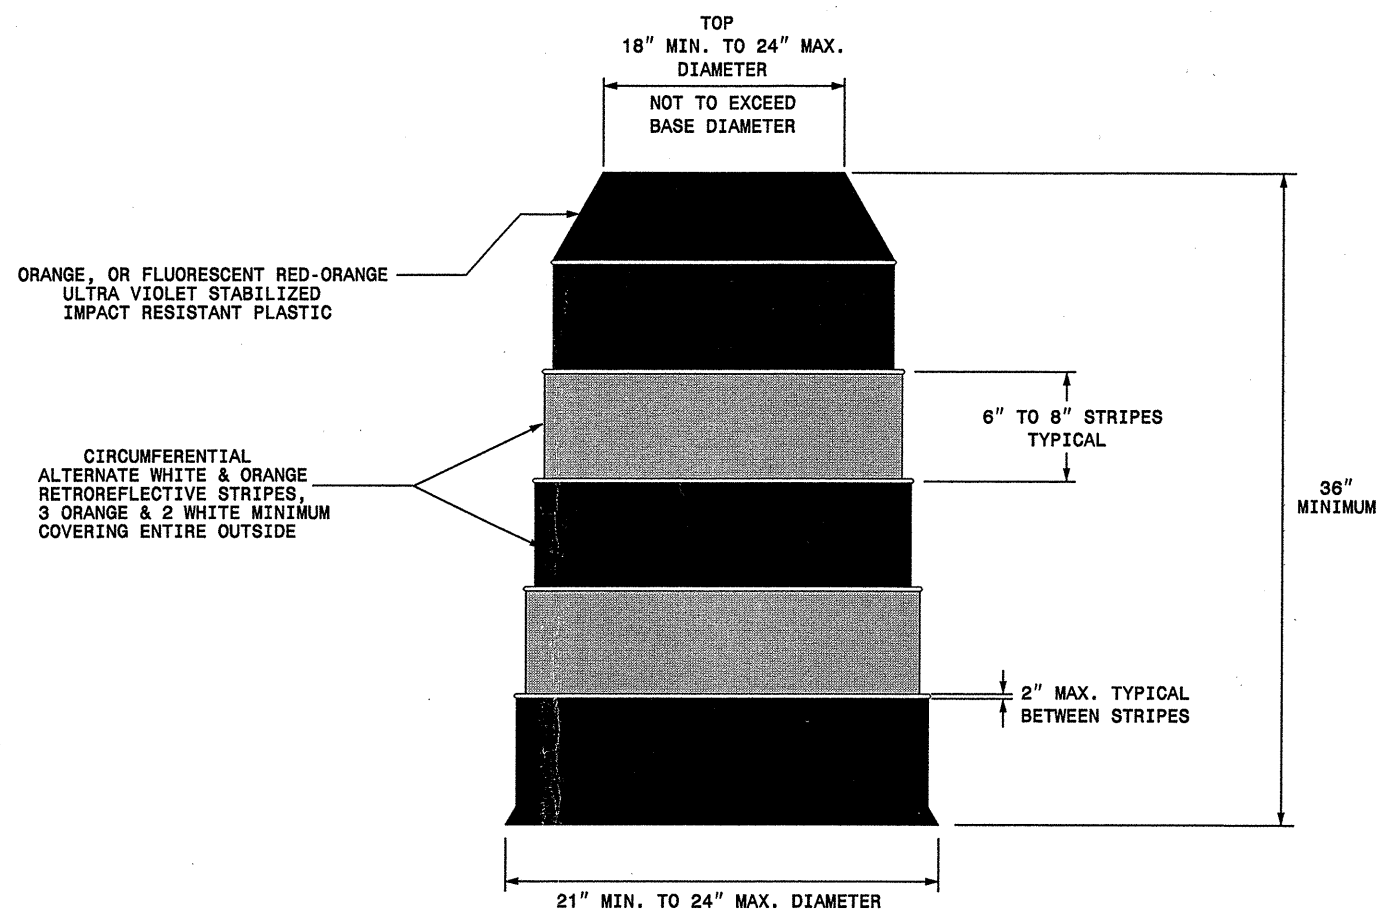 TOP
18" MIN. TO 24" MAX.
DIAMETER
NOT TO EXCEED
BASE DIAMETER
ORANGE, OR FLUORESCENT RED-ORANGE
ULTRA VIOLET STABILIZED
IMPACT RESISTANT PLASTIC
6" TO 8" STRIPES
TYPICAL
CIRCUMFERENTIAL
ALTERNATE WHITE & ORANGE
RETROREFLECTIVE STRIPES,
3 ORANGE & 2 WHITE MINIMUM
COVERING ENTIRE OUTSIDE
36"
MINIMUM
2" MAX. TYPICAL
BETWEEN STRIPES
21" MIN. TO 24" MAX. DIAMETER